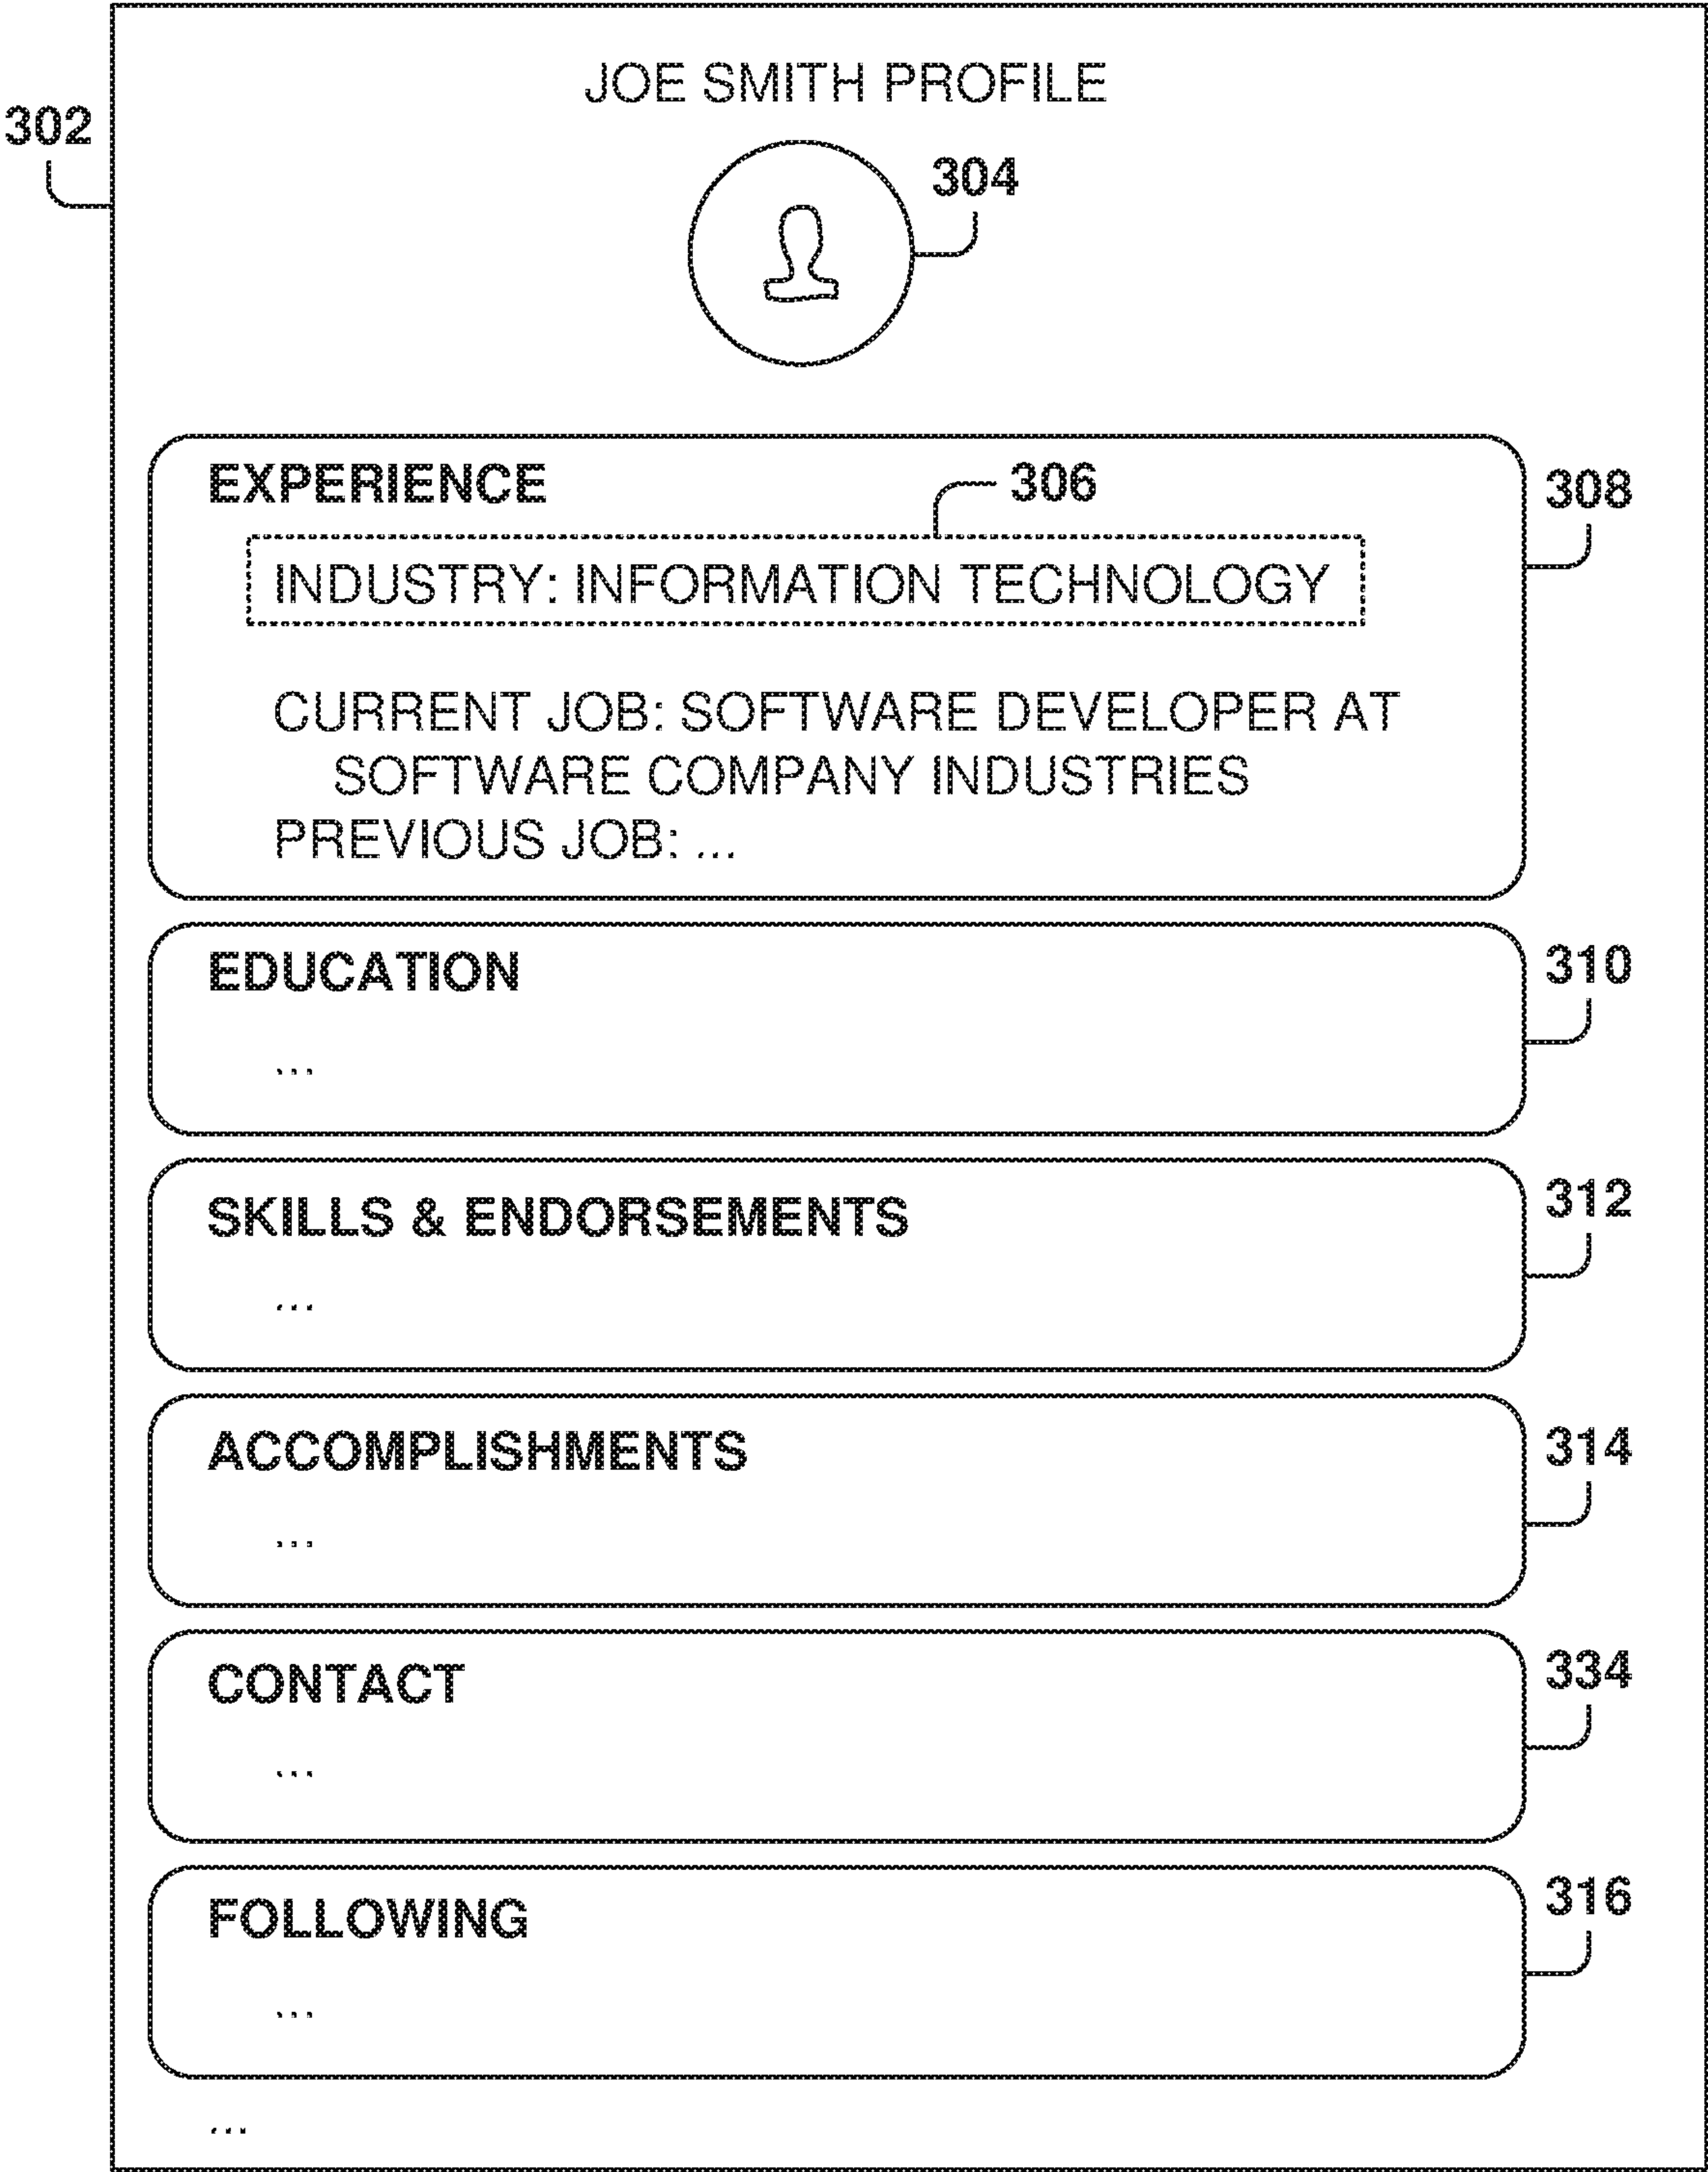 JOE SMITH PROFILE
302
304
EXPERIENCE
306
308
INDUSTRY: INFORMATION TECHNOLOGY
CURRENT JOB: SOFTWARE DEVELOPER AT
SOFTWARE COMPANY INDUSTRIES
PREVIOUS JOB: ...
EDUCATION
310
...
SKILLS & ENDORSEMENTS
312
...
ACCOMPLISHMENTS
314
...
CONTACT
334
...
FOLLOWING
316
...
...